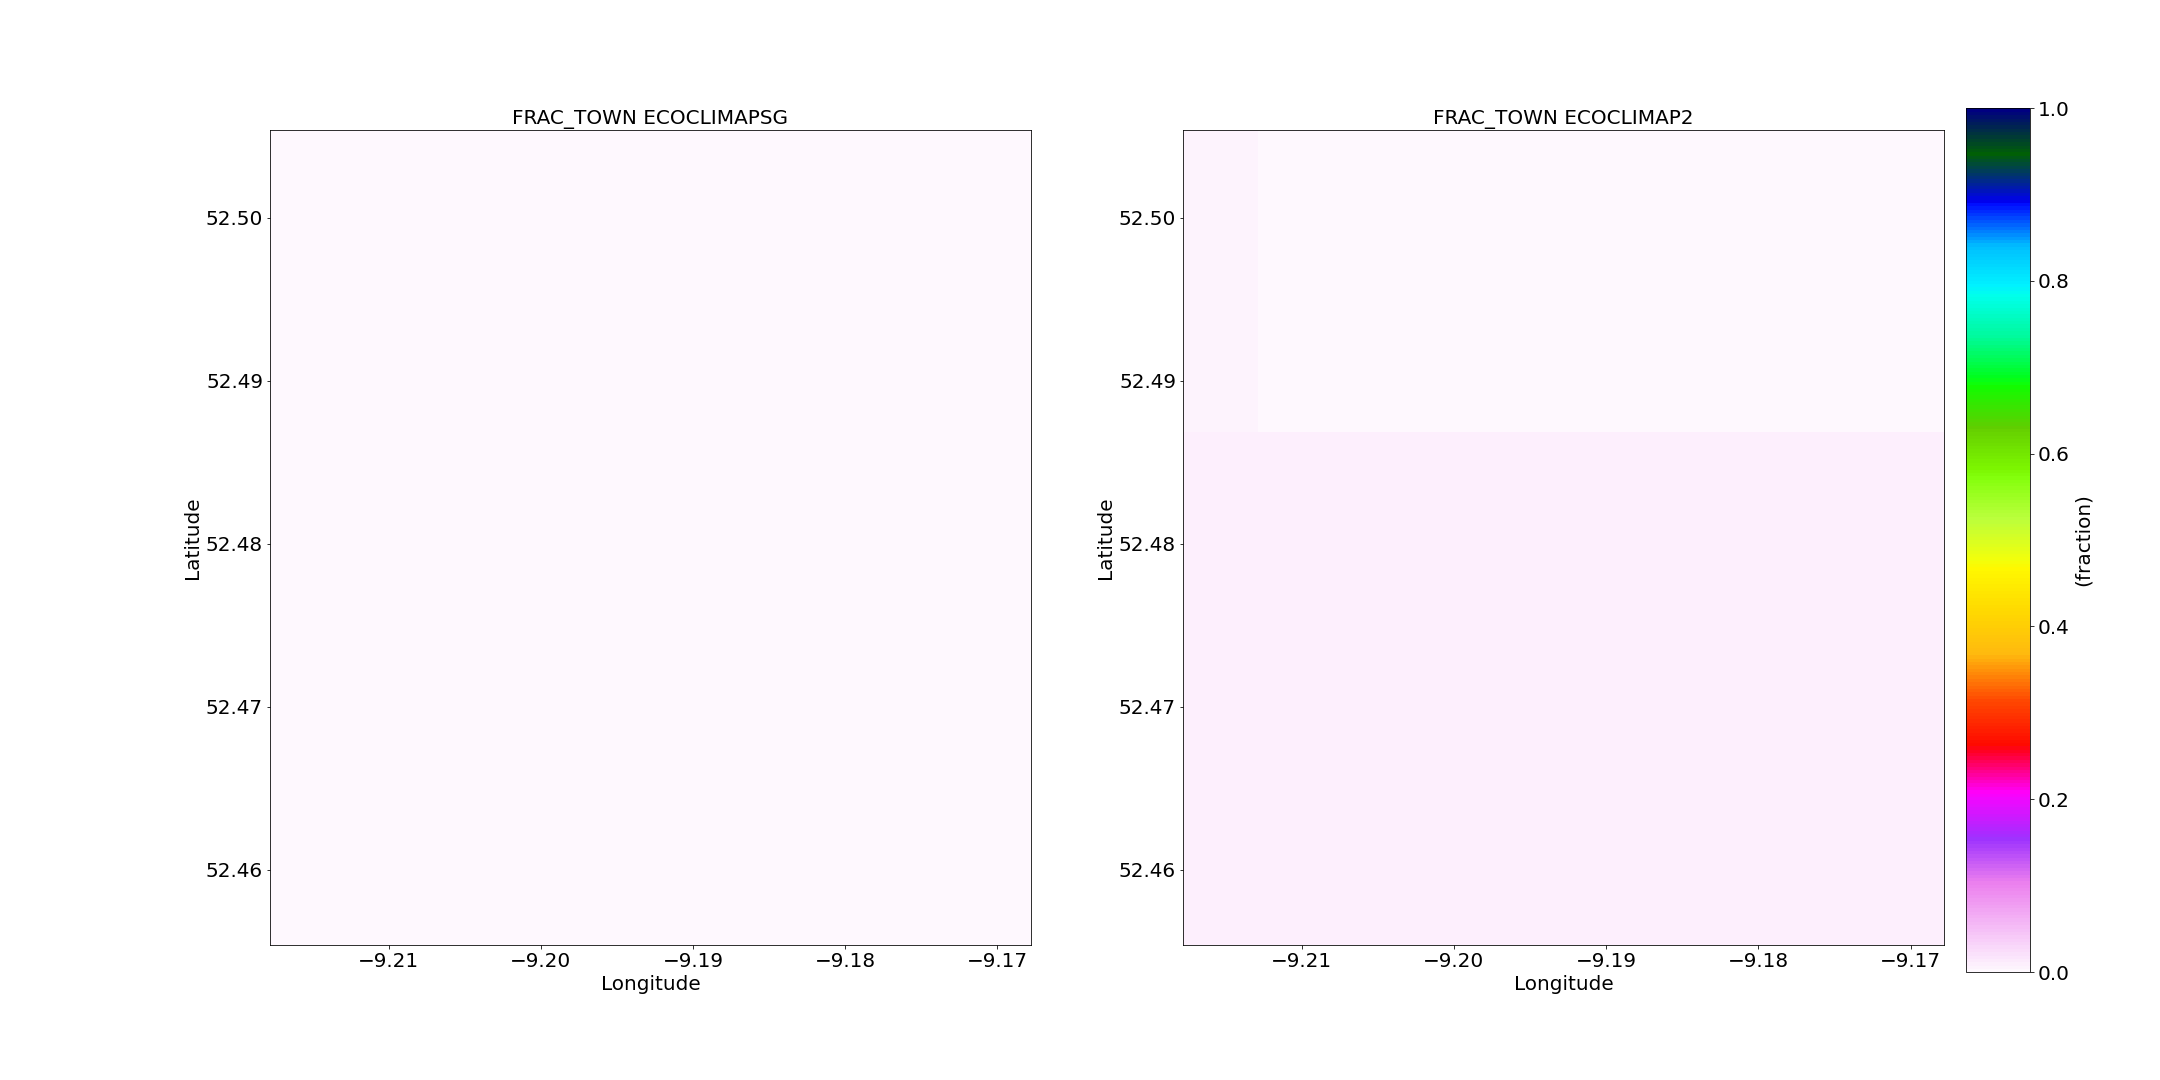 FRAC_TOWN ECOCLIMAPSG
52.50
52.49
52.48
52.47
52.46
Latitude
−9.21 −9.20 −9.19 −9.18 −9.17
Longitude
FRAC_TOWN ECOCLIMAP2
52.50
52.49
52.48
52.47
52.46
Latitude
−9.21 −9.20 −9.19 −9.18 −9.17
Longitude
1.0
0.8
0.6
0.4
0.2
0.0
(fraction)